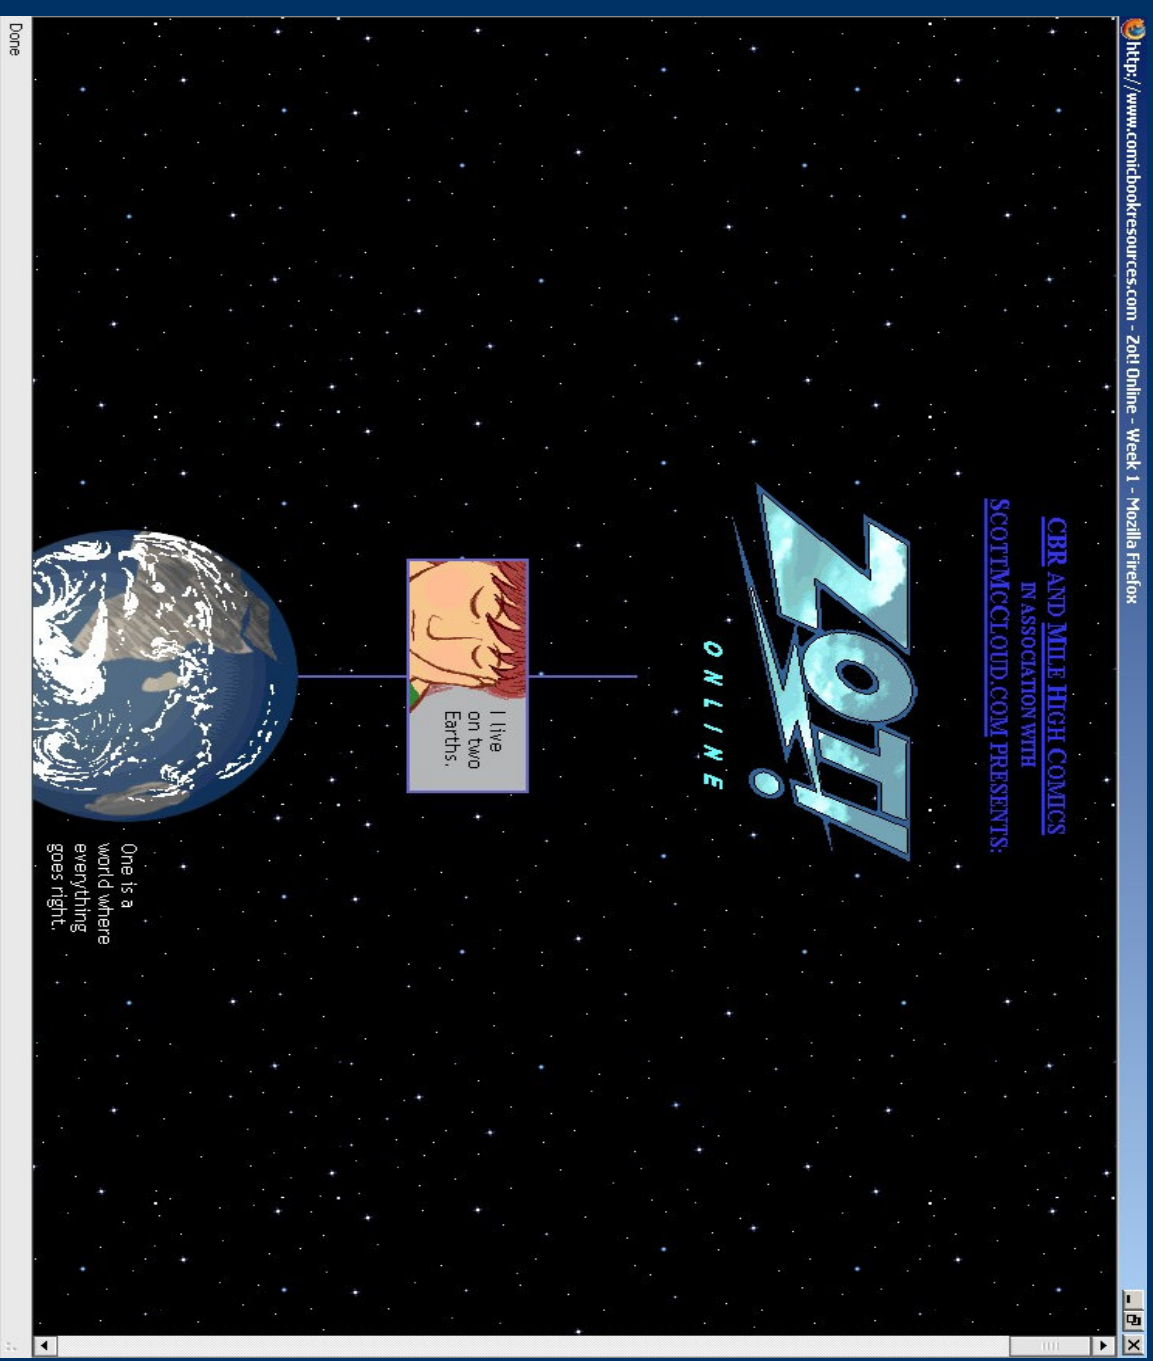 http://www.comicbookresources.com - Zot! Online - Week 1 - Mozilla Firefox
CBR AND MILE HIGH COMICS
IN ASSOCIATION WITH
SCOTTMCCLOUD.COM PRESENTS:
ZOT!
ONLINE
I live
on two
Earths.
One is a
world where
everything
goes right.
Done